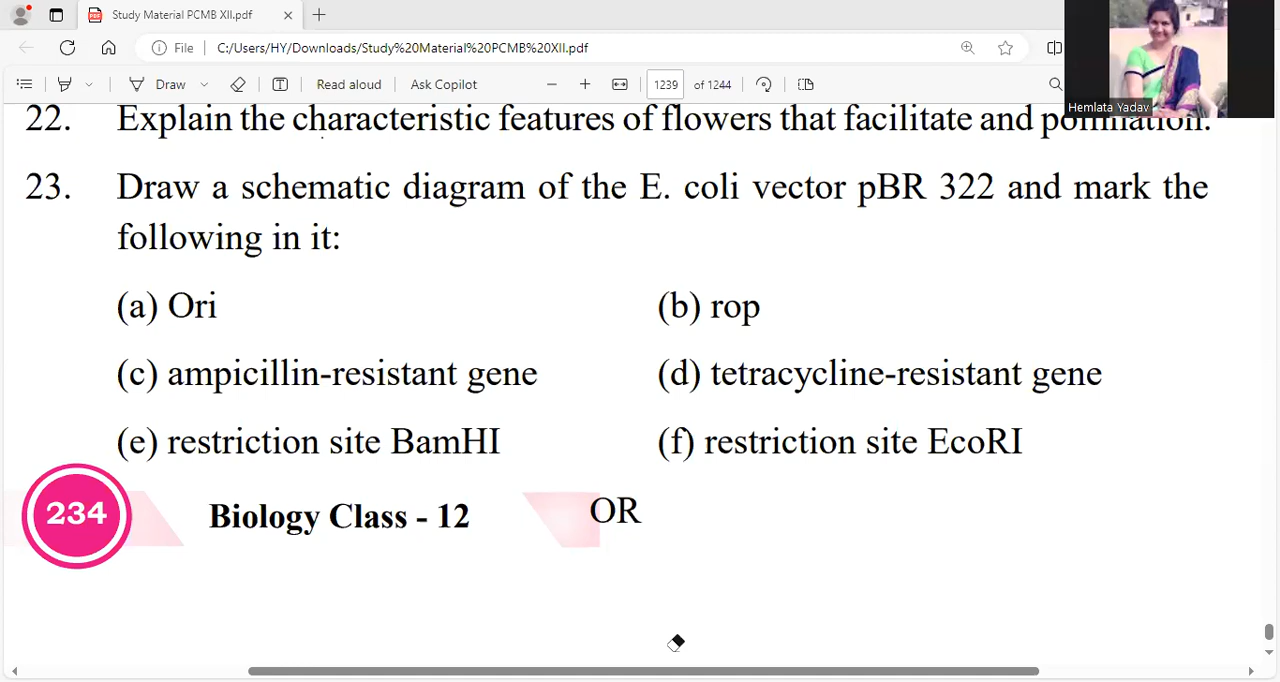 Study Material PCMB XII.pdf
File C:/Users/HY/Downloads/Study%20Material%20PCMB%20XII.pdf
Draw Read aloud Ask Copilot 1239 of 1244
Hemlata Yadav
22. Explain the characteristic features of flowers that facilitate and pollination.
23. Draw a schematic diagram of the E. coli vector pBR 322 and mark the
following in it:
(a) Ori (b) rop
(c) ampicillin-resistant gene (d) tetracycline-resistant gene
(e) restriction site BamHI (f) restriction site EcoRI
234 Biology Class - 12 OR